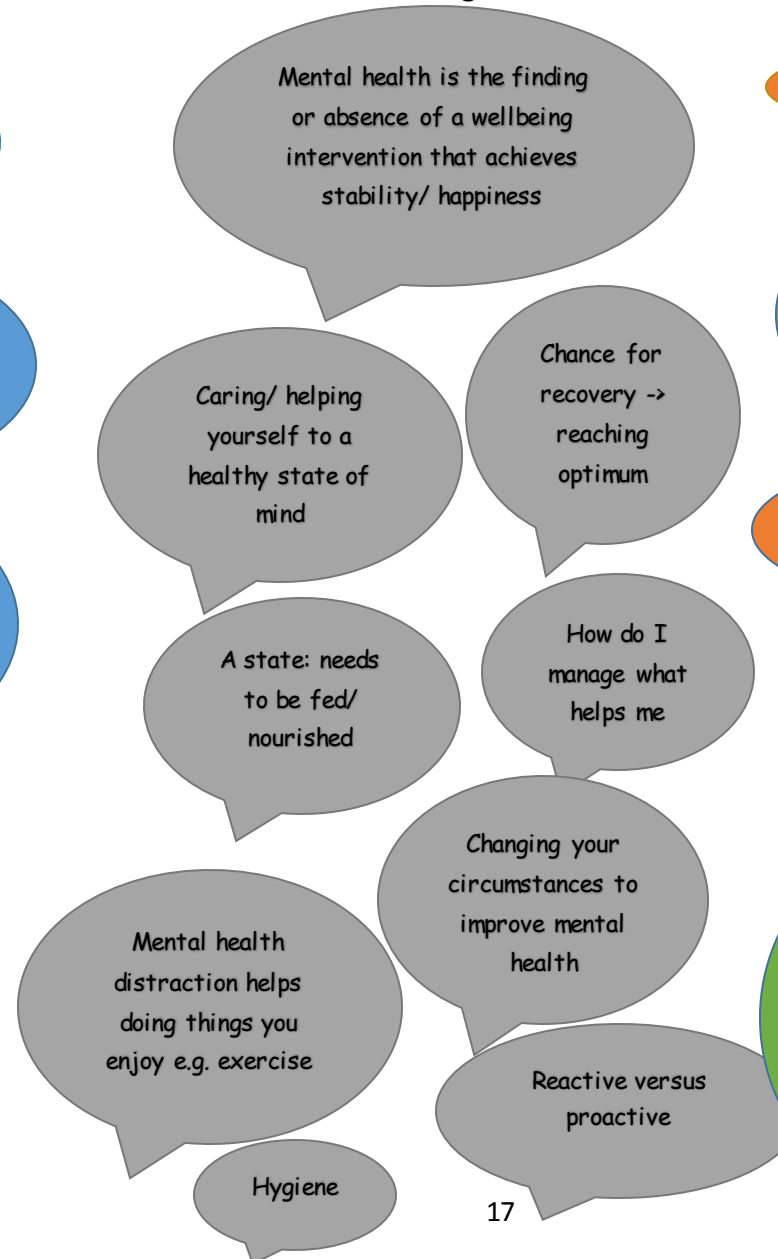 Mental health is the finding
or absence of a wellbeing
intervention that achieves
stability/ happiness
Chance for
recovery ->
reaching
optimum
Caring/ helping
yourself to a
healthy state of
mind
How do I
manage what
helps me
A state: needs
to be fed/
nourished
Changing your
circumstances to
improve mental
health
Mental health
distraction helps
doing things you
enjoy e.g. exercise
Reactive versus
proactive
Hygiene
17